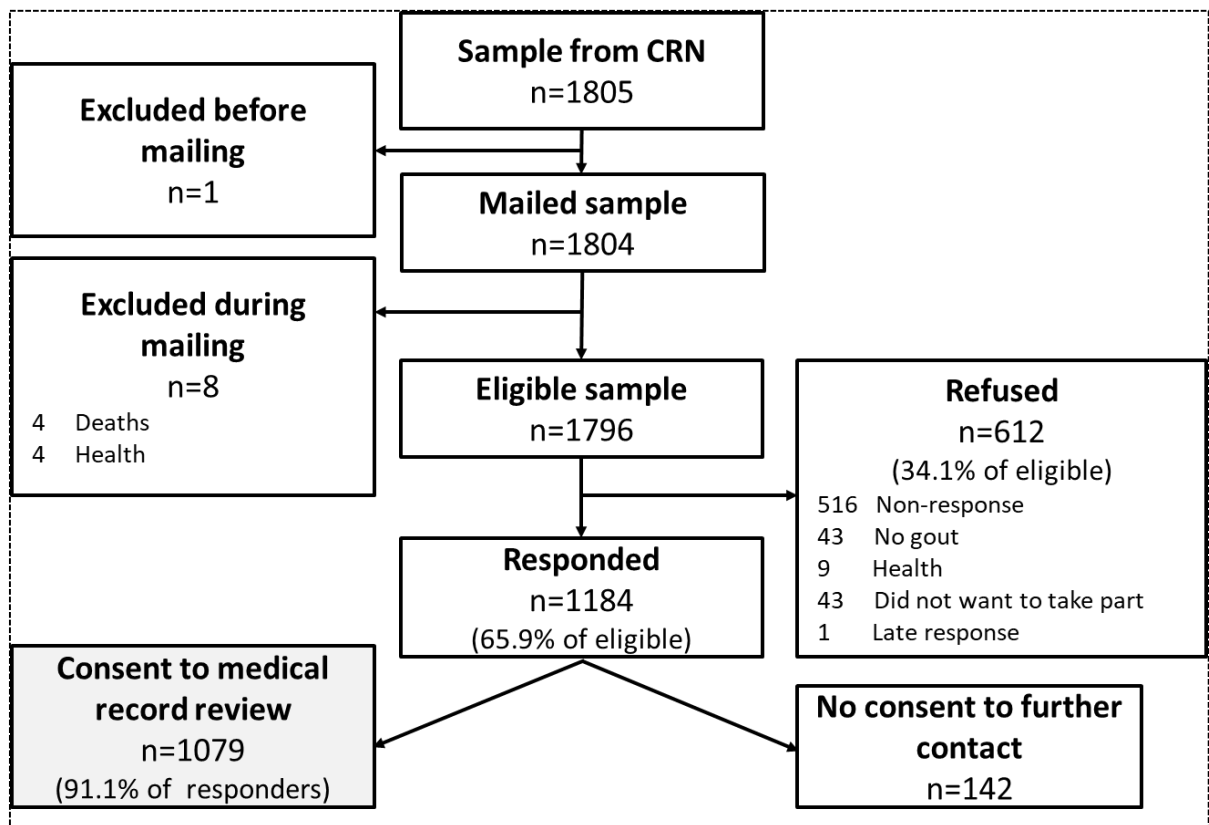 Sample from CRN
n=1805
Excluded before
mailing
n=1
Mailed sample
n=1804
Excluded during
mailing
n=8
4 Deaths
4 Health
Eligible sample
n=1796
Refused
n=612
(34.1% of eligible)
516 Non-response
43 No gout
9 Health
43 Did not want to take part
1 Late response
Responded
n=1184
(65.9% of eligible)
Consent to medical
record review
n=1079
(91.1% of responders)
No consent to further
contact
n=142